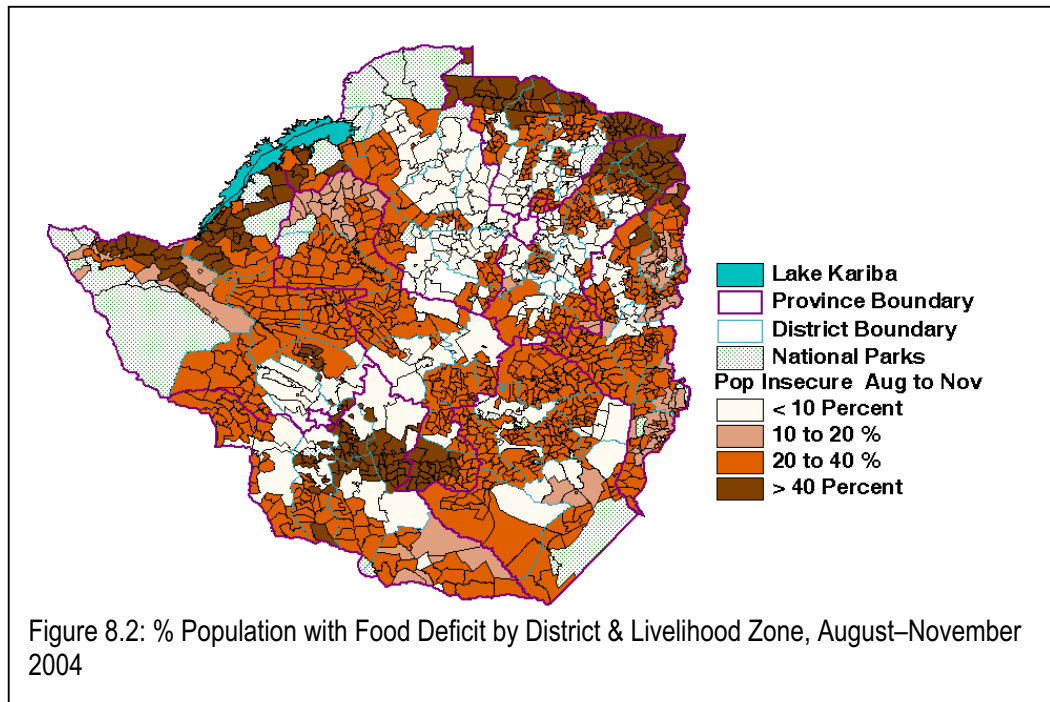 Lake Kariba
Province Boundary
District Boundary
National Parks
Pop Insecure Aug to Nov
< 10 Percent
10 to 20 %
20 to 40 %
> 40 Percent
Figure 8.2: % Population with Food Deficit by District & Livelihood Zone, August–November
2004